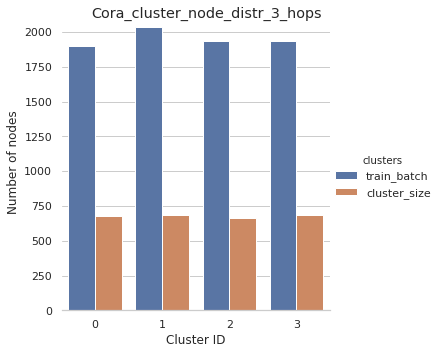 Cora_cluster_node_distr_3_hops
2000
1750
1500
1250
1000
750
500
250
0
Number of nodes
0 1 2 3
Cluster ID
clusters
train_batch
cluster_size